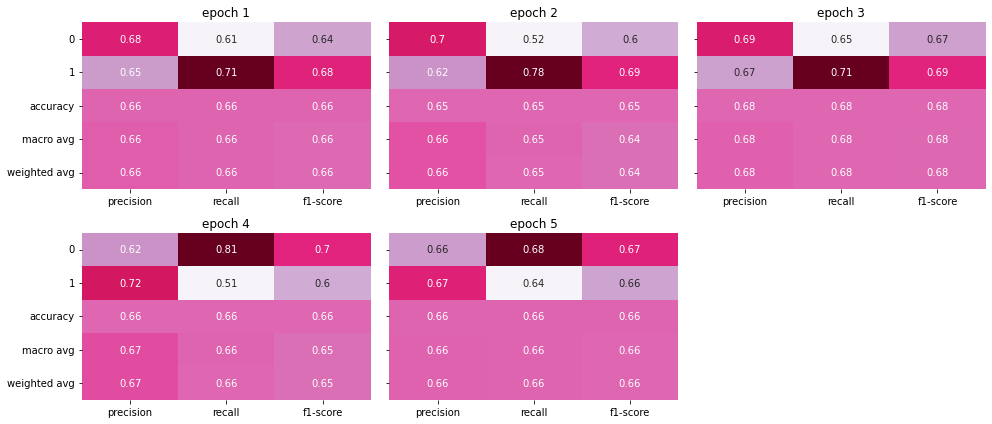 epoch 1 epoch 2 epoch 3
0 0.68 0.61 0.64 0.7 0.52 0.6 0.69 0.65 0.67
1 0.65 0.71 0.68 0.62 0.78 0.69 0.67 0.71 0.69
accuracy 0.66 0.66 0.66 0.65 0.65 0.65 0.68 0.68 0.68
macro avg 0.66 0.66 0.66 0.66 0.65 0.64 0.68 0.68 0.68
weighted avg 0.66 0.66 0.66 0.66 0.65 0.64 0.68 0.68 0.68
precision recall f1-score precision recall f1-score precision recall f1-score
epoch 4 epoch 5
0 0.62 0.81 0.7 0.66 0.68 0.67
1 0.72 0.51 0.6 0.67 0.64 0.66
accuracy 0.66 0.66 0.66 0.66 0.66 0.66
macro avg 0.67 0.66 0.65 0.66 0.66 0.66
weighted avg 0.67 0.66 0.65 0.66 0.66 0.66
precision recall f1-score precision recall f1-score